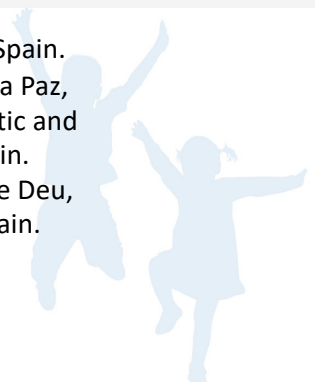 Spain.
a Paz,
tic and
in.
e Deu,
ain.